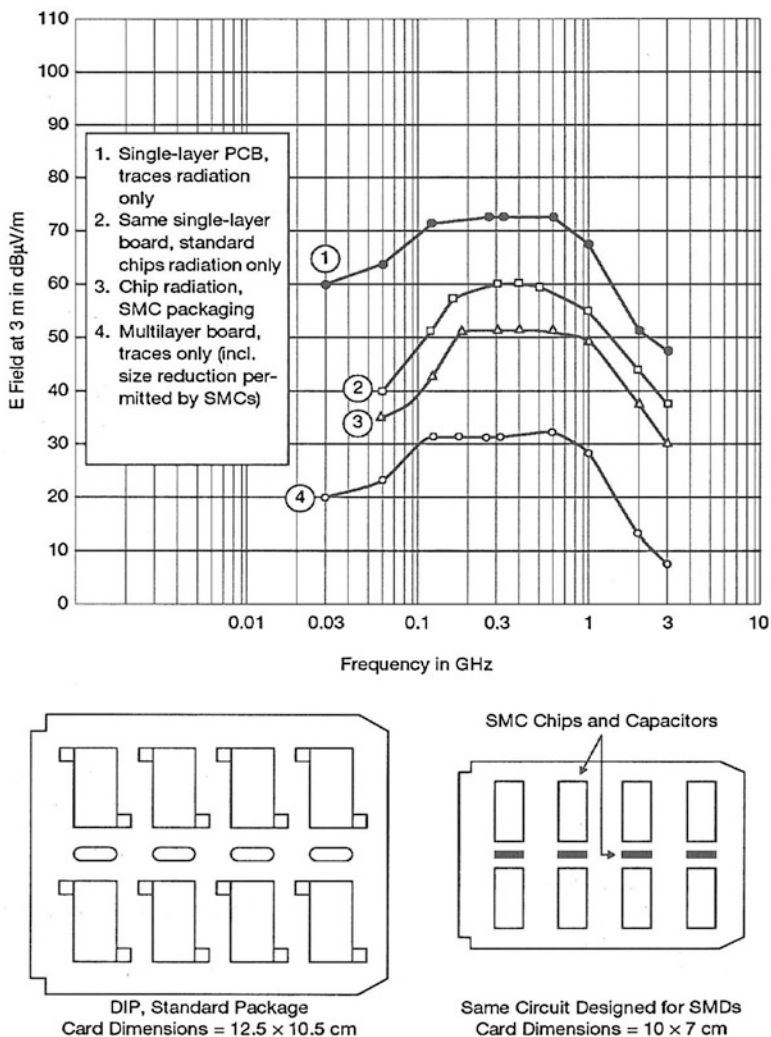 110
100
90
80
70
60
50
40
30
20
10
0
E Field at 3 m in dBµV/m
1. Single-layer PCB,
traces radiation
only
2. Same single-layer
board, standard
chips radiation only
3. Chip radiation,
SMC packaging
4. Multilayer board,
traces only (incl.
size reduction per-
mitted by SMCs)
1
2
3
4
0.01 0.03 0.1 0.3 1 3 10
Frequency in GHz
SMC Chips and Capacitors
DIP, Standard Package
Card Dimensions = 12.5 × 10.5 cm
Same Circuit Designed for SMDs
Card Dimensions = 10 × 7 cm